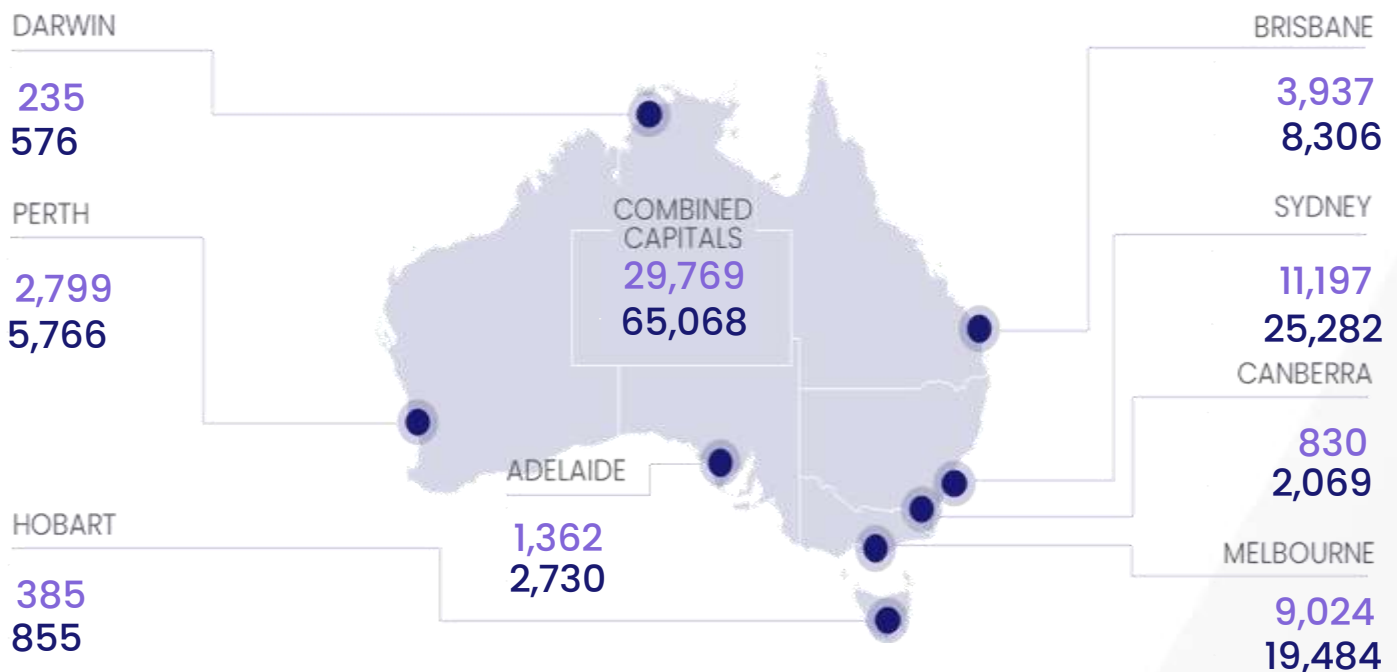 DARWIN
235
576
PERTH
2,799
5,766
HOBART
385
855
COMBINED
CAPITALS
29,769
65,068
ADELAIDE
1,362
2,730
BRISBANE
3,937
8,306
SYDNEY
11,197
25,282
CANBERRA
830
2,069
MELBOURNE
9,024
19,484